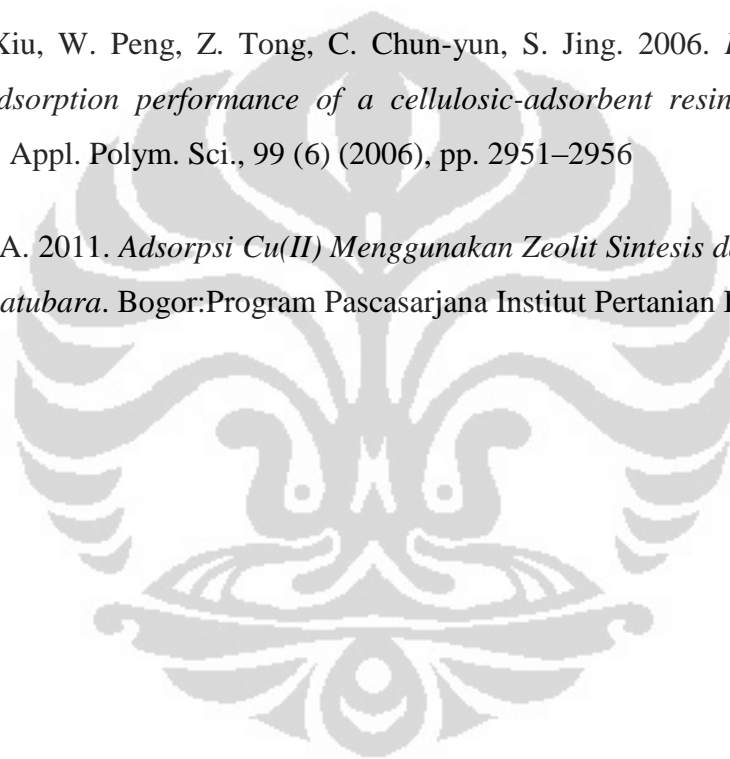 Xiu, W. Peng, Z. Tong, C. Chun-yun, S. Jing. 2006.
dsorption performance of a cellulosic-adsorbent resin
Appl. Polym. Sci., 99 (6) (2006), pp. 2951–2956
A. 2011. Adsorpsi Cu(II) Menggunakan Zeolit Sintesis d
atubara. Bogor:Program Pascasarjana Institut Pertanian